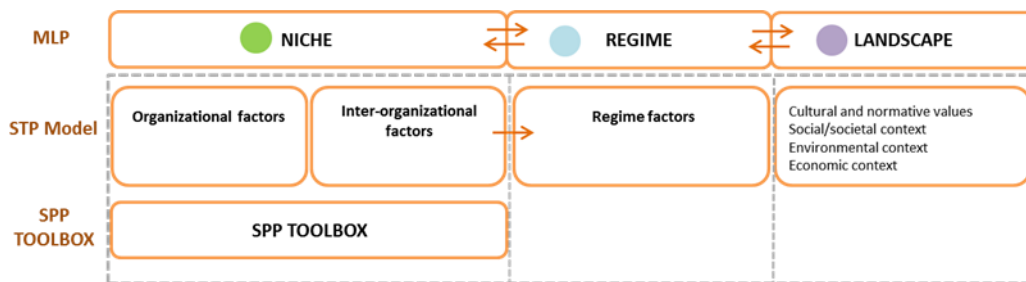 MLP
NICHE
REGIME
LANDSCAPE
STP Model
Organizational factors
Inter-organizational
factors
Regime factors
Cultural and normative values
Social/societal context
Environmental context
Economic context
SPP
TOOLBOX
SPP TOOLBOX